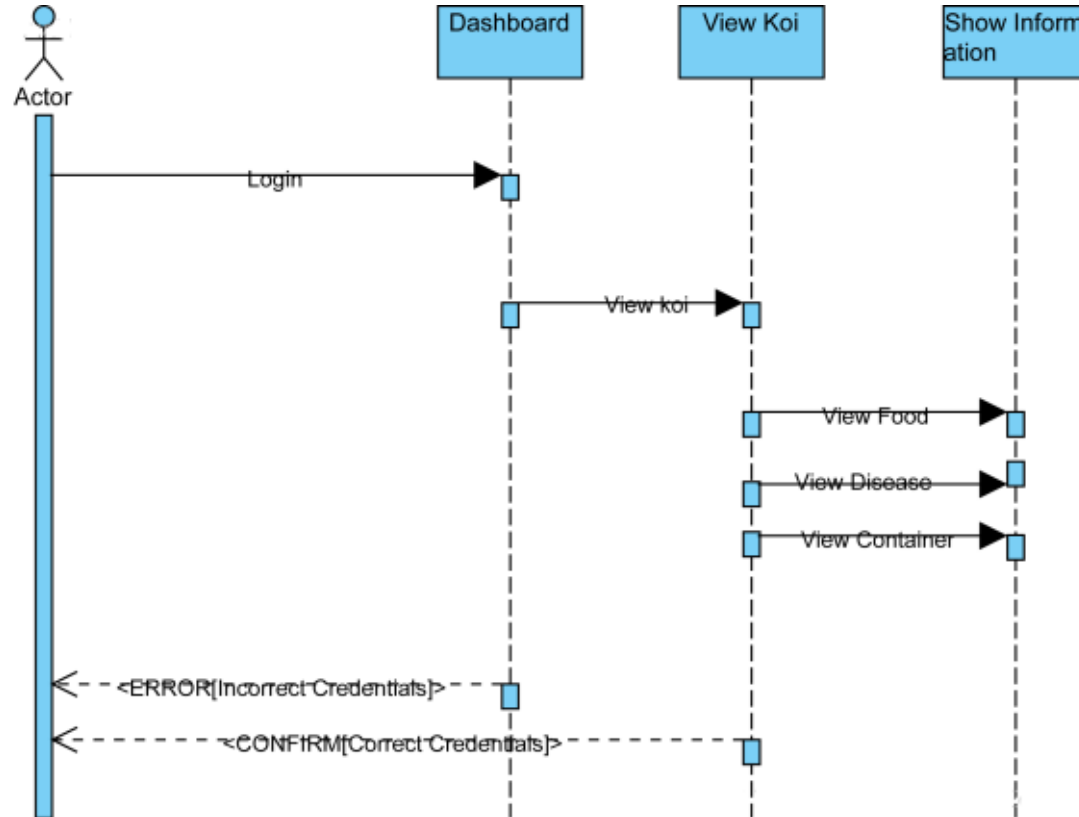 Dashboard
View Koi
Show Inform
ation
Actor
Login
View koi
View Food
View Disease
View Container
<ERROR[Incorrect Credentials]>
<CONFIRM[Correct Credentials]>